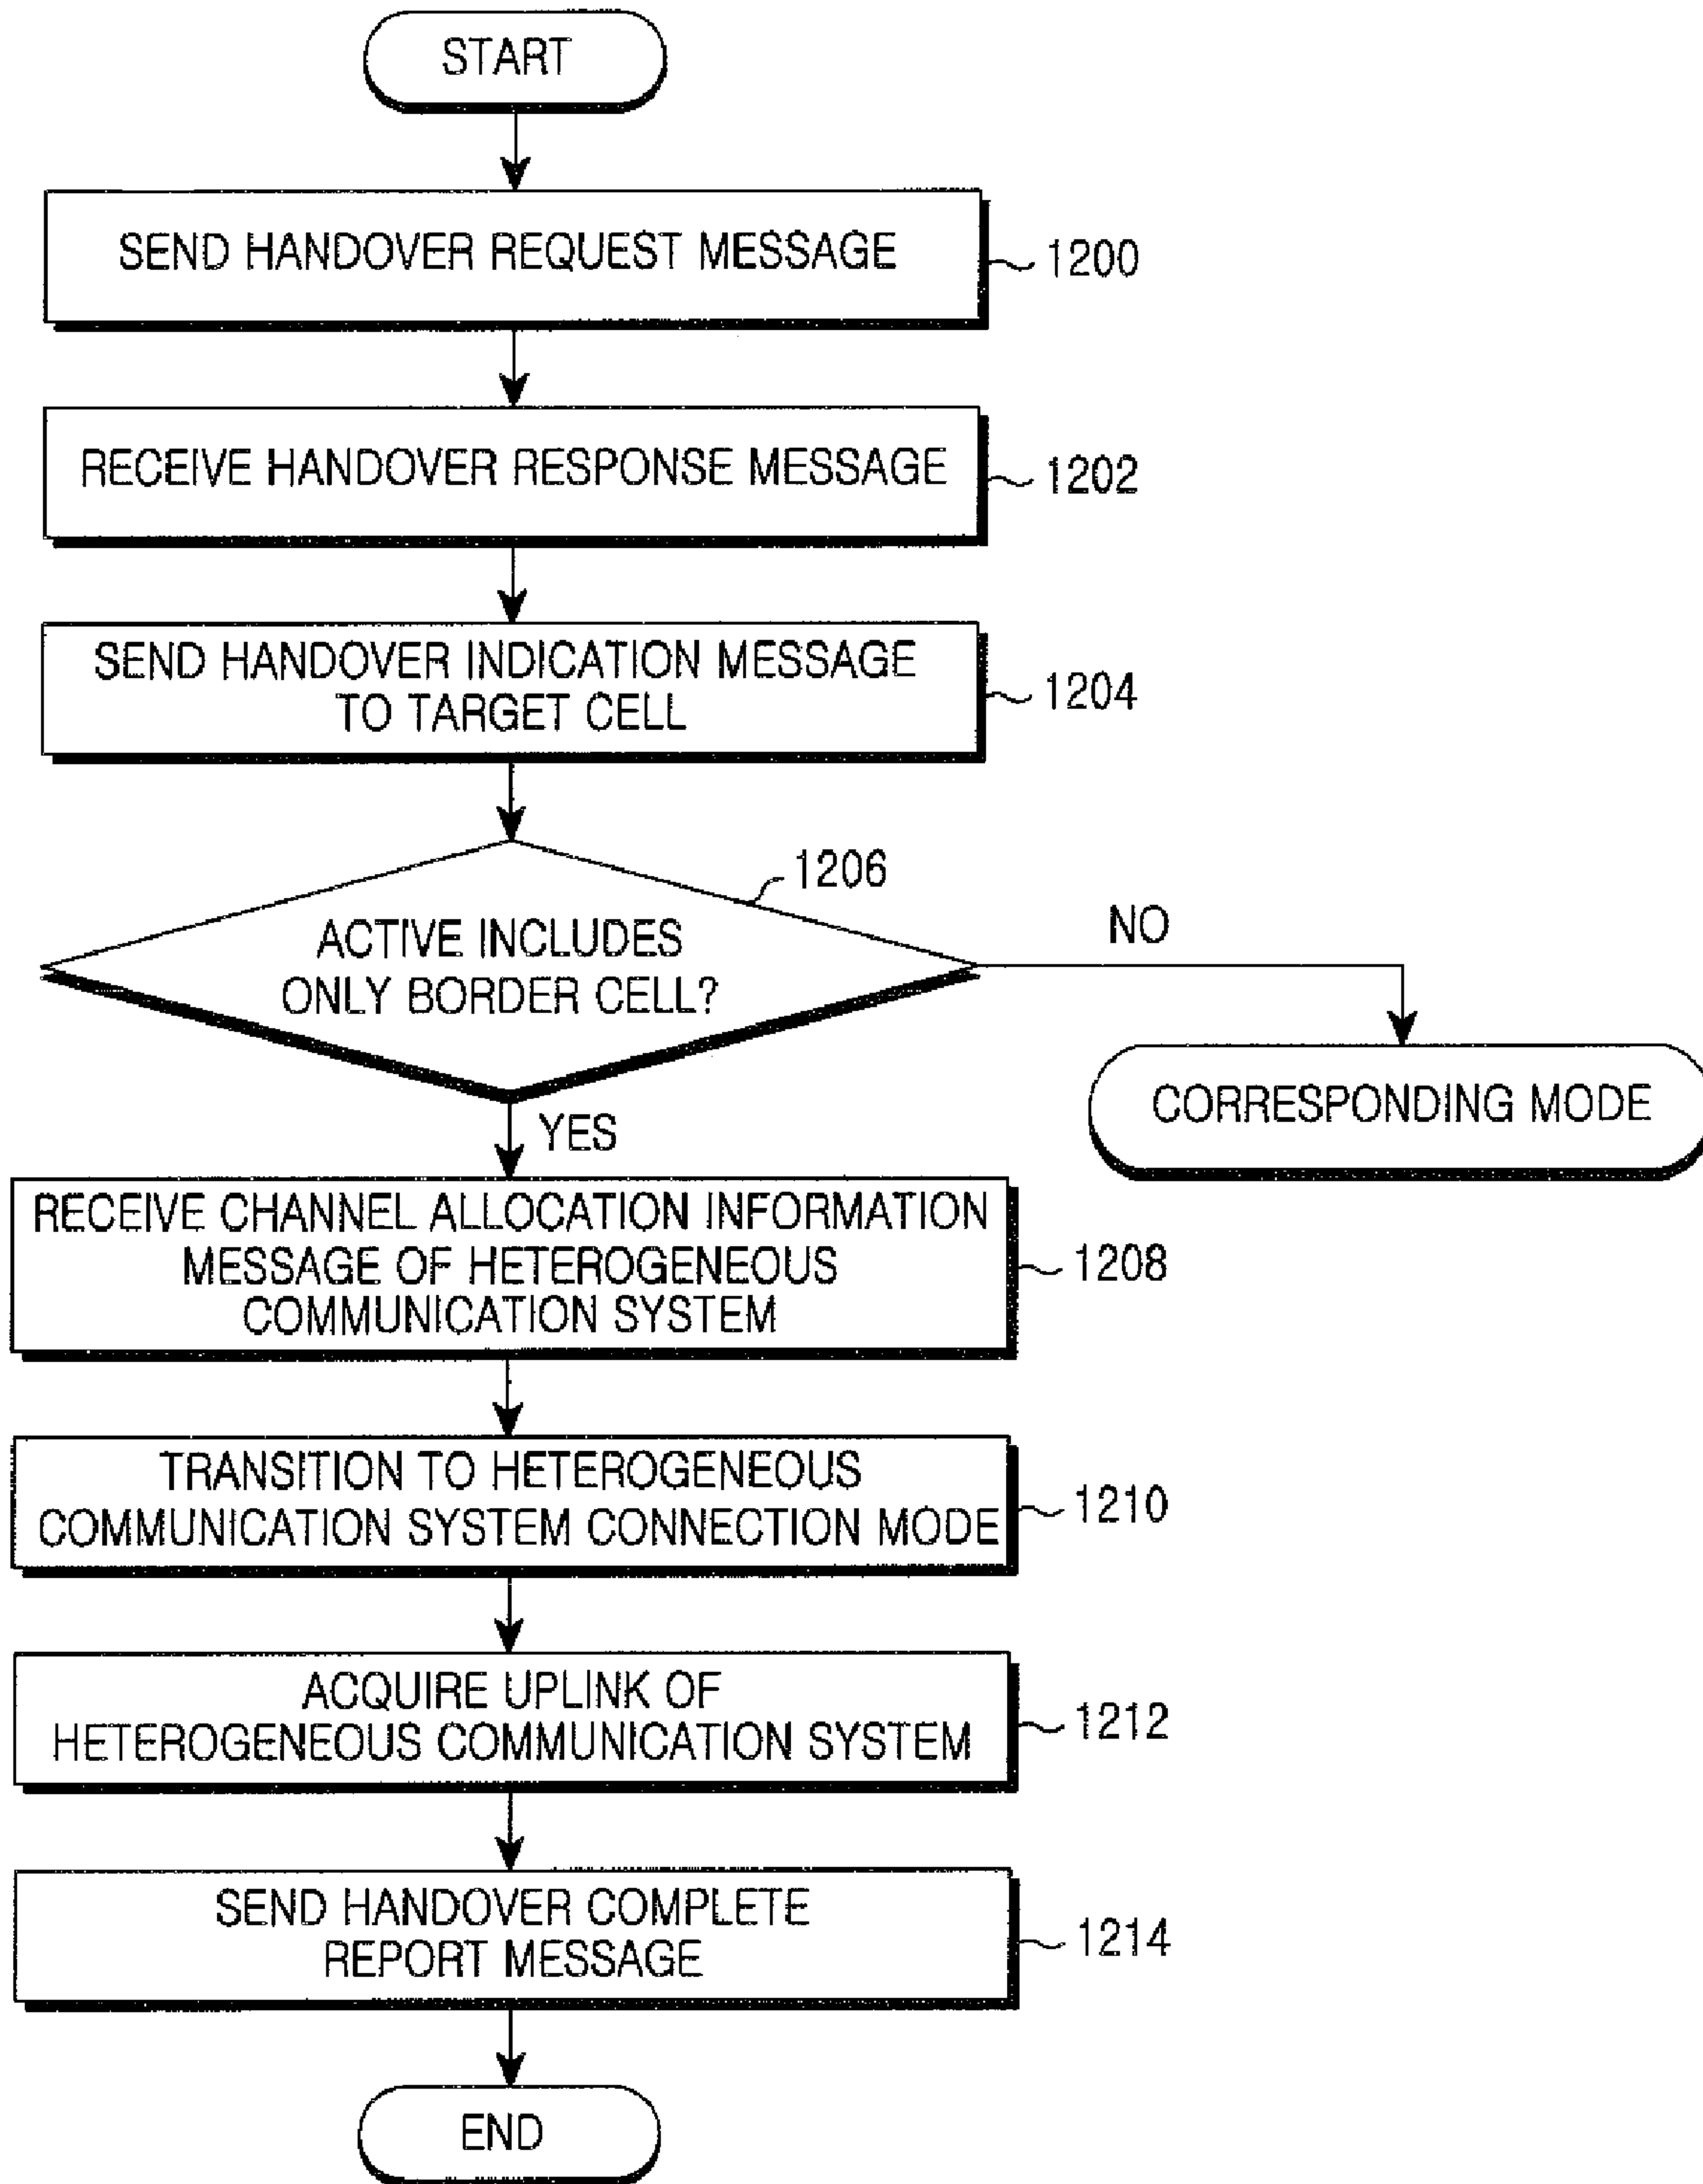 START
SEND HANDOVER REQUEST MESSAGE
1200
RECEIVE HANDOVER RESPONSE MESSAGE
1202
SEND HANDOVER INDICATION MESSAGE
TO TARGET CELL
1204
1206
ACTIVE INCLUDES
ONLY BORDER CELL?
NO
CORRESPONDING MODE
YES
RECEIVE CHANNEL ALLOCATION INFORMATION
MESSAGE OF HETEROGENEOUS
COMMUNICATION SYSTEM
1208
TRANSITION TO HETEROGENEOUS
COMMUNICATION SYSTEM CONNECTION MODE
1210
ACQUIRE UPLINK OF
HETEROGENEOUS COMMUNICATION SYSTEM
1212
SEND HANDOVER COMPLETE
REPORT MESSAGE
1214
END